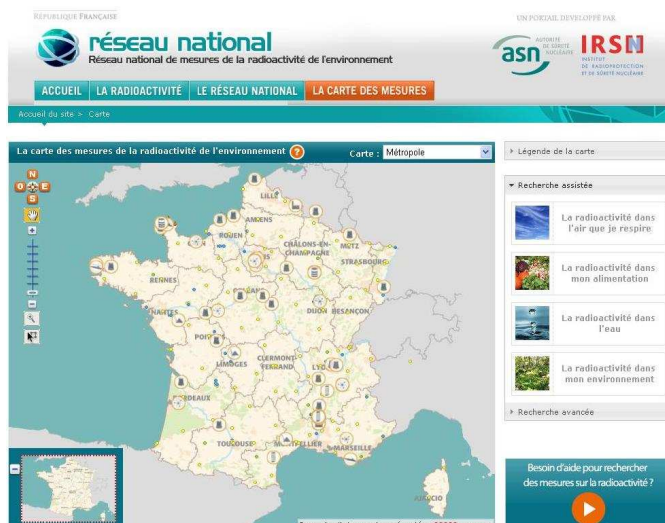 RÉPUBLIQUE FRANÇAISE
UN PORTAIL DEVELOPPÉ PAR
réseau national
Réseau national de mesures de la radioactivité de l'environnement
asn
AUTORITÉ
DE SÛRETÉ
NUCLÉAIRE
IRSN
INSTITUT
DE RADIOPROTECTION
ET DE SÛRETÉ NUCLÉAIRE
ACCUEIL
LA RADIOACTIVITÉ
LE RÉSEAU NATIONAL
LA CARTE DES MESURES
Accueil du site > Carte
La carte des mesures de la radioactivité de l'environnement ?
Carte : Métropole
N
O E
S
LILLE
AMIENS
ROUEN
CHÂLONS-EN-
CHAMPAGNE
METZ
STRASBOURG
RENNES
NANTES
DIJON
BESANÇON
LIMOGES
CLERMONT-
FERRAND
TOULOUSE
MARSEILLE
AJACCIO
Légende de la carte
Recherche assistée
La radioactivité dans
l'air que je respire
La radioactivité dans
mon alimentation
La radioactivité dans
l'eau
La radioactivité dans
mon environnement
Recherche avancée
Besoin d'aide pour rechercher
des mesures sur la radioactivité ?